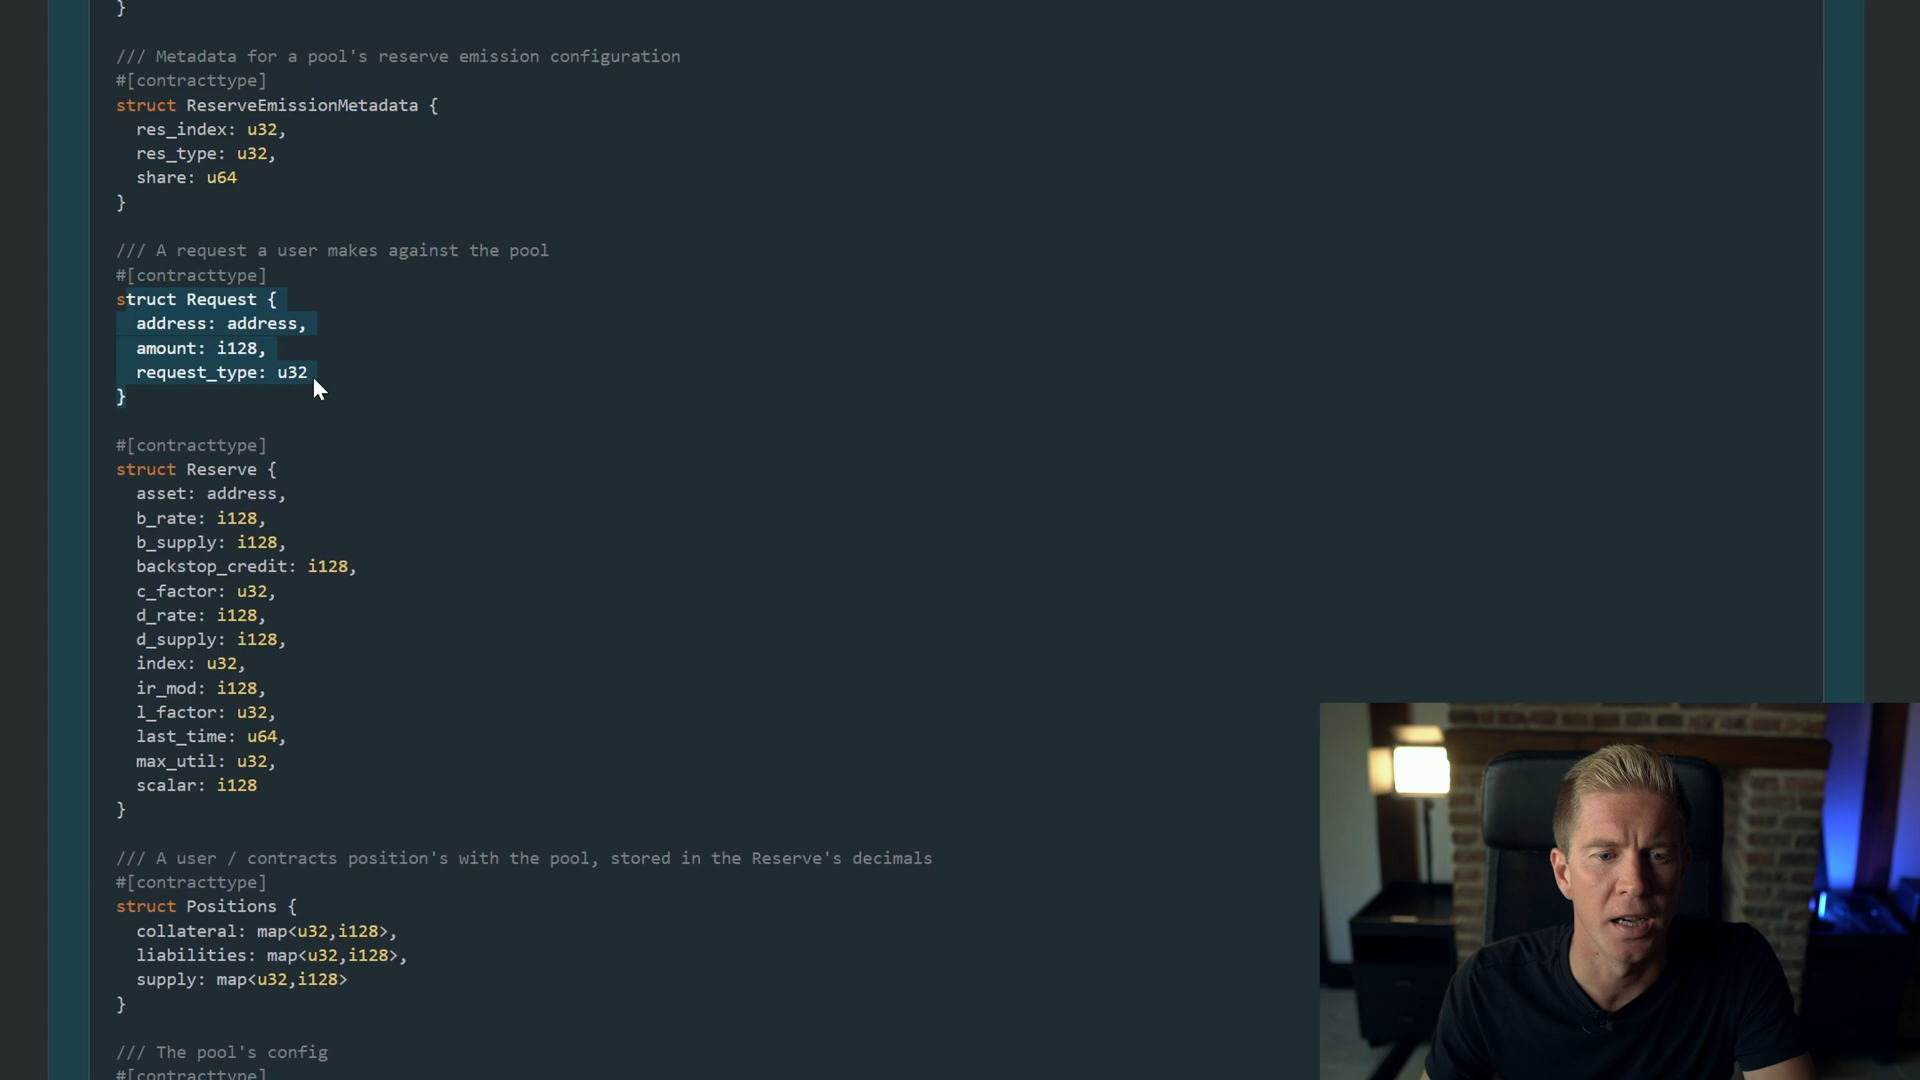 }
/// Metadata for a pool's reserve emission configuration
#[contracttype]
struct ReserveEmissionMetadata {
res_index: u32,
res_type: u32,
share: u64
}
/// A request a user makes against the pool
#[contracttype]
struct Request {
address: address,
amount: i128,
request_type: u32
}
#[contracttype]
struct Reserve {
asset: address,
b_rate: i128,
b_supply: i128,
backstop_credit: i128,
c_factor: u32,
d_rate: i128,
d_supply: i128,
index: u32,
ir_mod: i128,
l_factor: u32,
last_time: u64,
max_util: u32,
scalar: i128
}
/// A user / contracts position's with the pool, stored in the Reserve's decimals
#[contracttype]
struct Positions {
collateral: map<u32,i128>,
liabilities: map<u32,i128>,
supply: map<u32,i128>
}
/// The pool's config
#[contracttype]